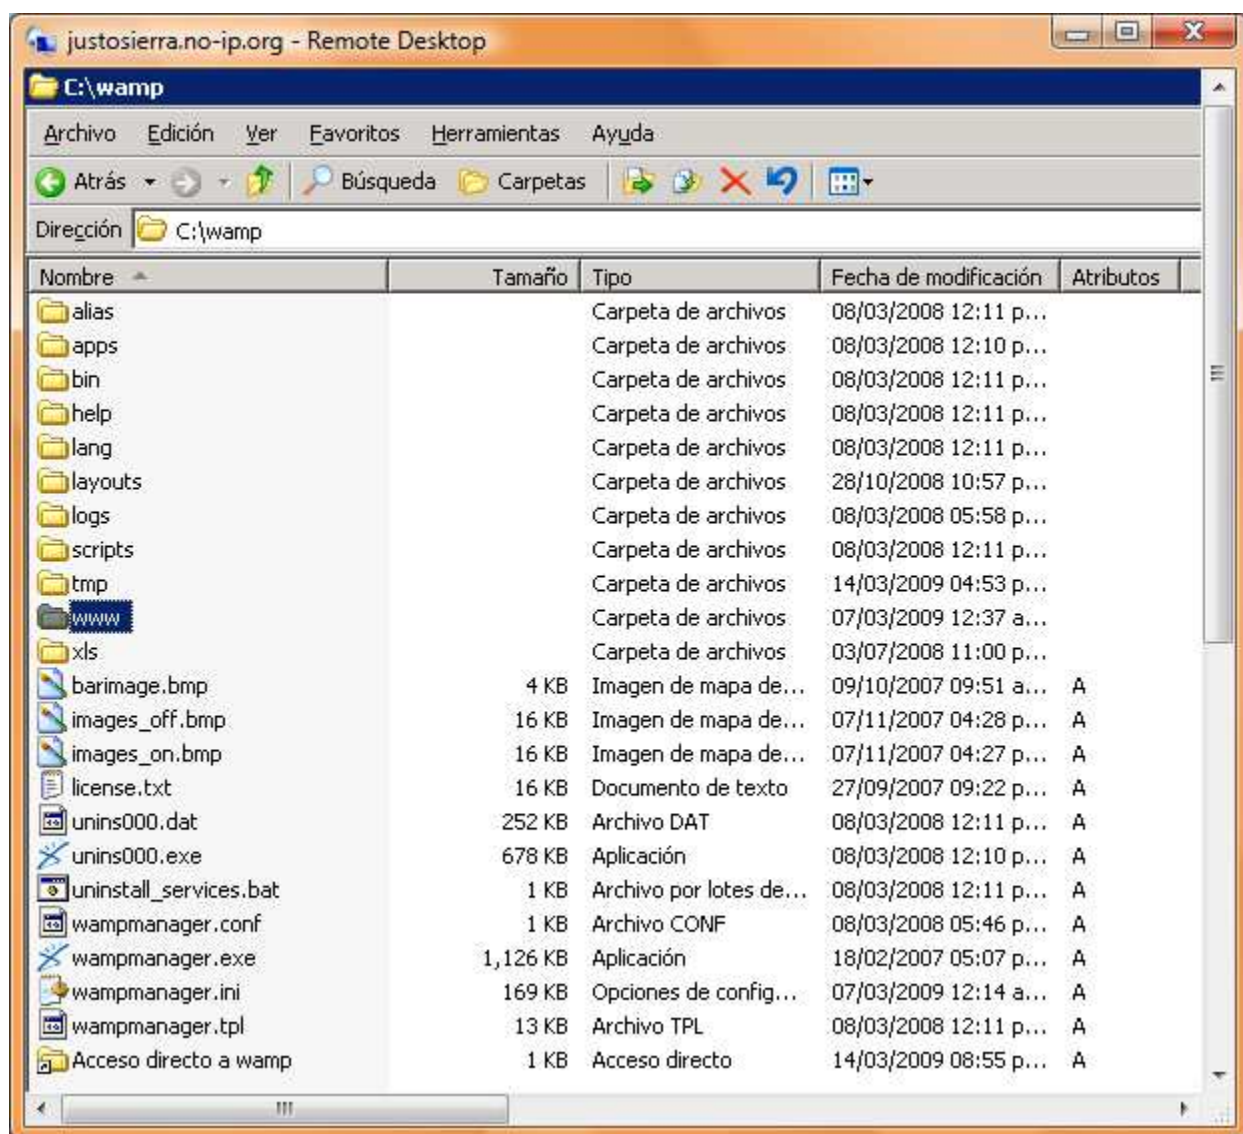 justosierra.no-ip.org - Remote Desktop
C:\wamp
Archivo Edición Ver Favoritos Herramientas Ayuda
Atrás Búsqueda Carpetas
Dirección C:\wamp
Nombre Tamaño Tipo Fecha de modificación Atributos
alias Carpeta de archivos 08/03/2008 12:11 p...
apps Carpeta de archivos 08/03/2008 12:10 p...
bin Carpeta de archivos 08/03/2008 12:11 p...
help Carpeta de archivos 08/03/2008 12:11 p...
lang Carpeta de archivos 08/03/2008 12:11 p...
layouts Carpeta de archivos 28/10/2008 10:57 p...
logs Carpeta de archivos 08/03/2008 05:58 p...
scripts Carpeta de archivos 08/03/2008 12:11 p...
tmp Carpeta de archivos 14/03/2009 04:53 p...
www Carpeta de archivos 07/03/2009 12:37 a...
xls Carpeta de archivos 03/07/2008 11:00 p...
barimage.bmp 4 KB Imagen de mapa de... 09/10/2007 09:51 a... A
images_off.bmp 16 KB Imagen de mapa de... 07/11/2007 04:28 p... A
images_on.bmp 16 KB Imagen de mapa de... 07/11/2007 04:27 p... A
license.txt 16 KB Documento de texto 27/09/2007 09:22 p... A
unins000.dat 252 KB Archivo DAT 08/03/2008 12:11 p... A
unins000.exe 678 KB Aplicación 08/03/2008 12:10 p... A
uninstall_services.bat 1 KB Archivo por lotes de... 08/03/2008 12:11 p... A
wampmanager.conf 1 KB Archivo CONF 08/03/2008 05:46 p... A
wampmanager.exe 1,126 KB Aplicación 18/02/2007 05:07 p... A
wampmanager.ini 169 KB Opciones de config... 07/03/2009 12:14 a... A
wampmanager.tpl 13 KB Archivo TPL 08/03/2008 12:11 p... A
Acceso directo a wamp 1 KB Acceso directo 14/03/2009 08:55 p... A